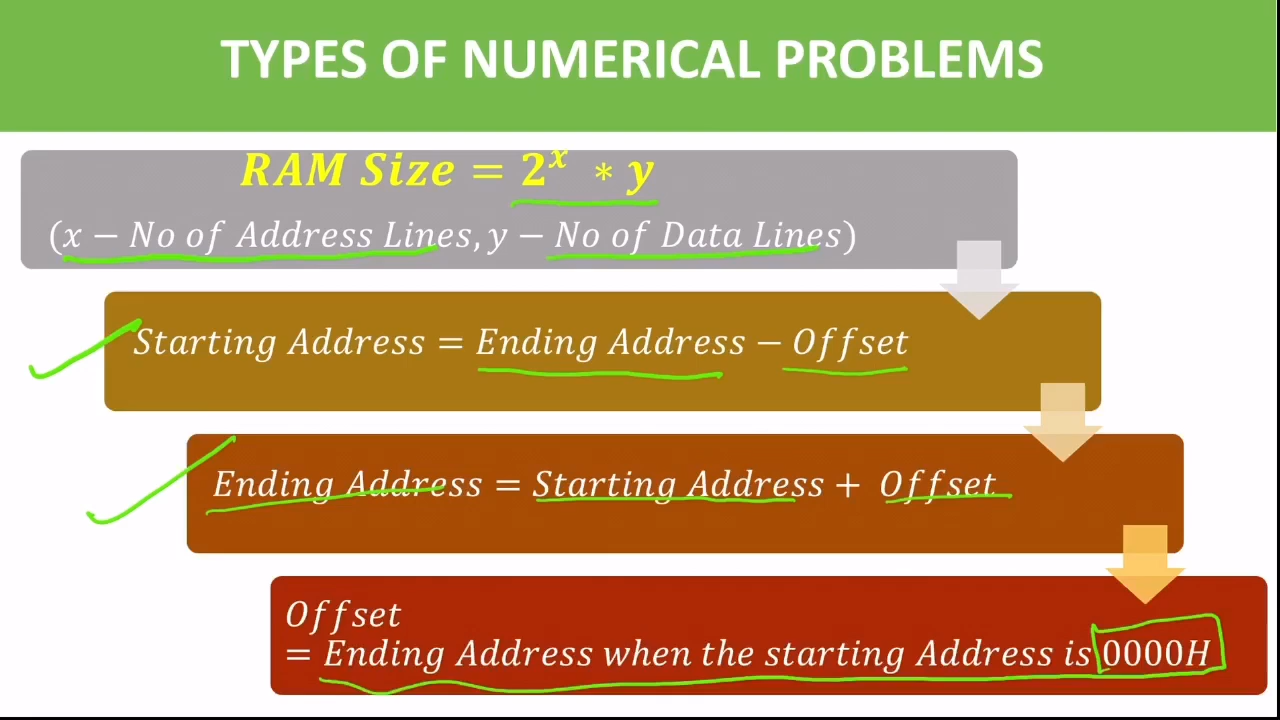 TYPES OF NUMERICAL PROBLEMS
RAM Size = 2^x * y
(x − No of Address Lines, y − No of Data Lines)
Starting Address = Ending Address − Offset
Ending Address = Starting Address + Offset
Offset
= Ending Address when the starting Address is 0000H